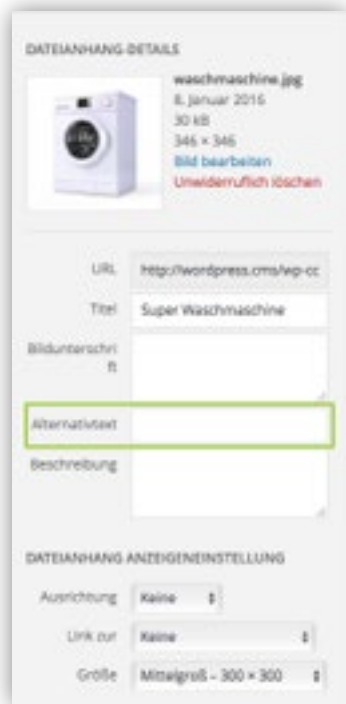 DATEIANHANG-DETAILS
waschmaschine.jpg
8. Januar 2016
30 kB
346 × 346
Bild bearbeiten
Unwiderruflich löschen
URL http://wordpress.cms/wp-cc
Titel Super Waschmaschine
Bildunterschri
ft
Alternativtext
Beschreibung
DATEIANHANG ANZEIGENEINSTELLUNG
Ausrichtung Keine
Link zur Keine
Größe Mittelgroß – 300 × 300